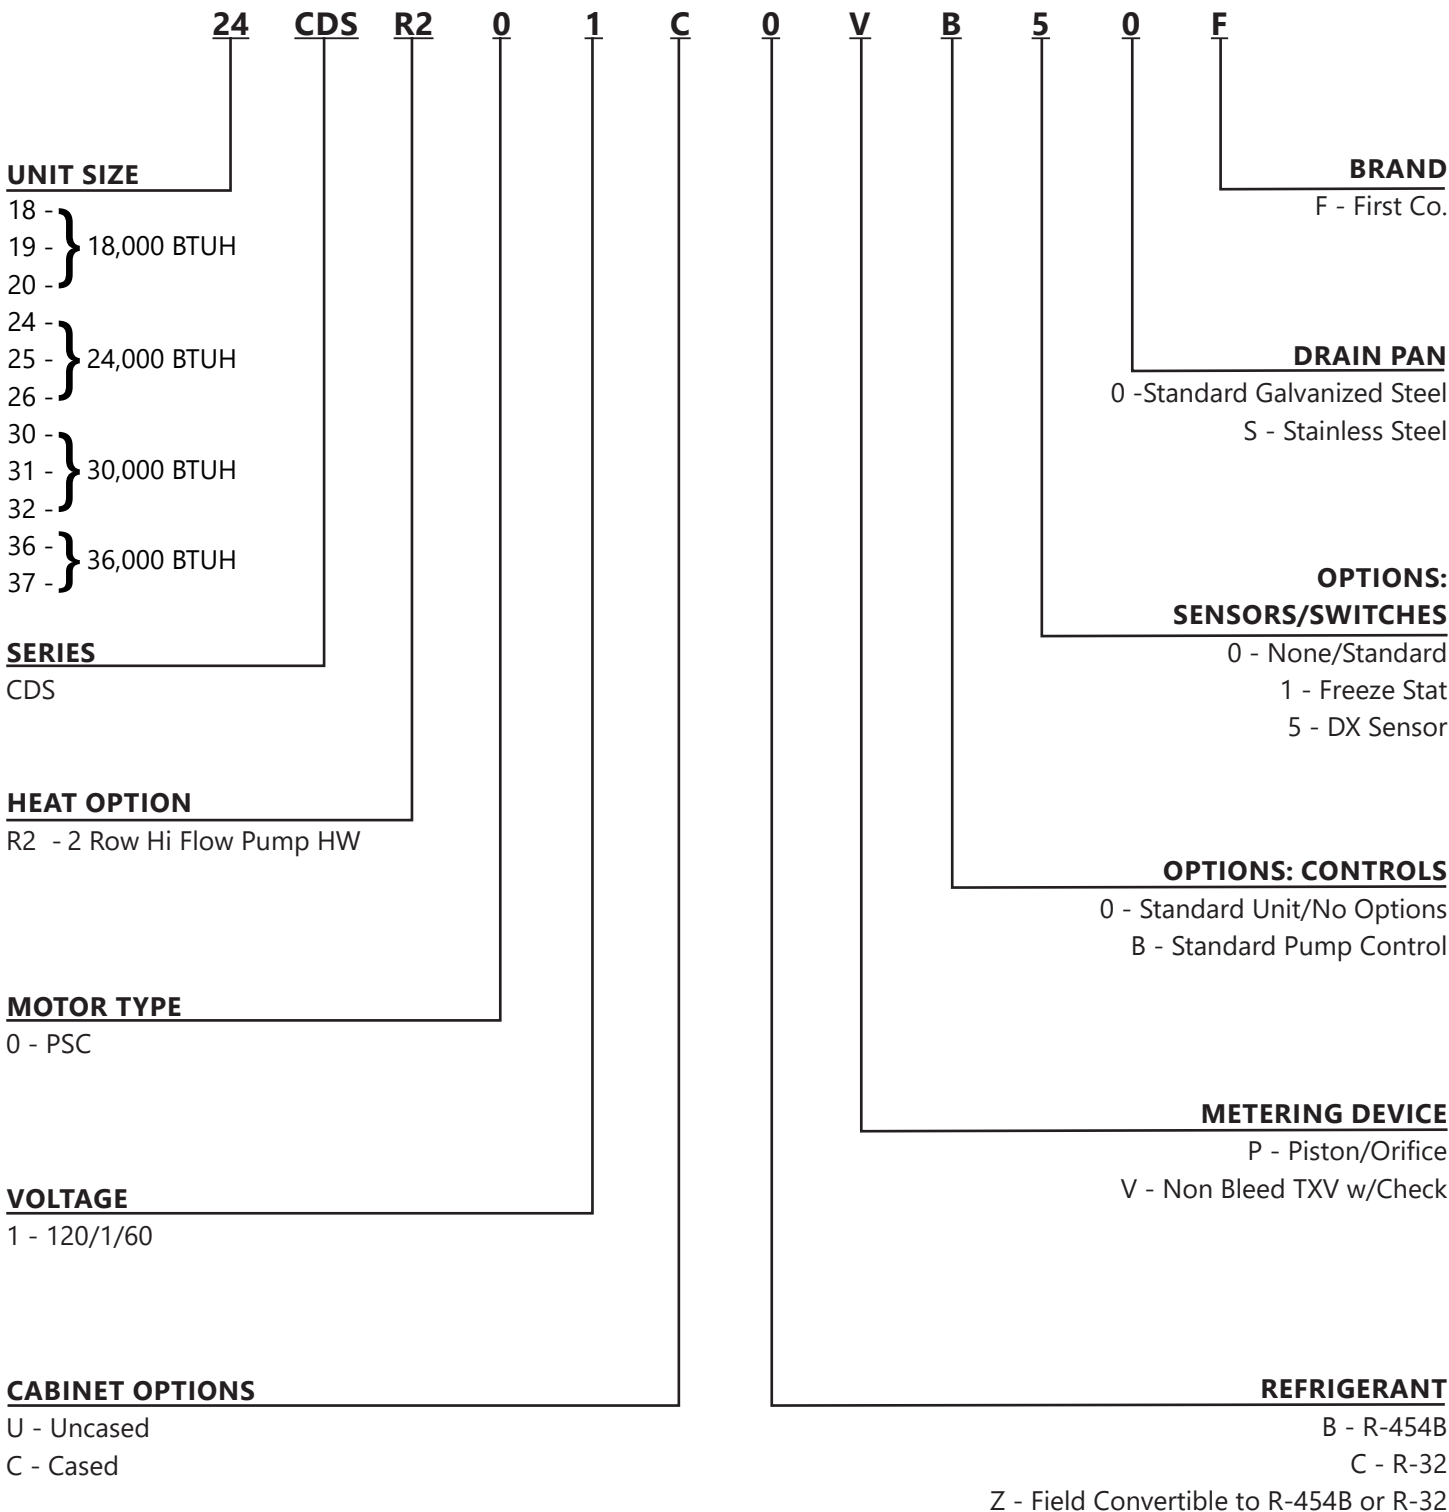 24 CDS R2 0 1 C 0 V B 5 0 F
UNIT SIZE
18 -
19 -
20 -
18,000 BTUH
24 -
25 -
26 -
24,000 BTUH
30 -
31 -
32 -
30,000 BTUH
36 -
37 -
36,000 BTUH
SERIES
CDS
HEAT OPTION
R2 - 2 Row Hi Flow Pump HW
MOTOR TYPE
0 - PSC
VOLTAGE
1 - 120/1/60
CABINET OPTIONS
U - Uncased
C - Cased
BRAND
F - First Co.
DRAIN PAN
0 -Standard Galvanized Steel
S - Stainless Steel
OPTIONS:
SENSORS/SWITCHES
0 - None/Standard
1 - Freeze Stat
5 - DX Sensor
OPTIONS: CONTROLS
0 - Standard Unit/No Options
B - Standard Pump Control
METERING DEVICE
P - Piston/Orifice
V - Non Bleed TXV w/Check
REFRIGERANT
B - R-454B
C - R-32
Z - Field Convertible to R-454B or R-32